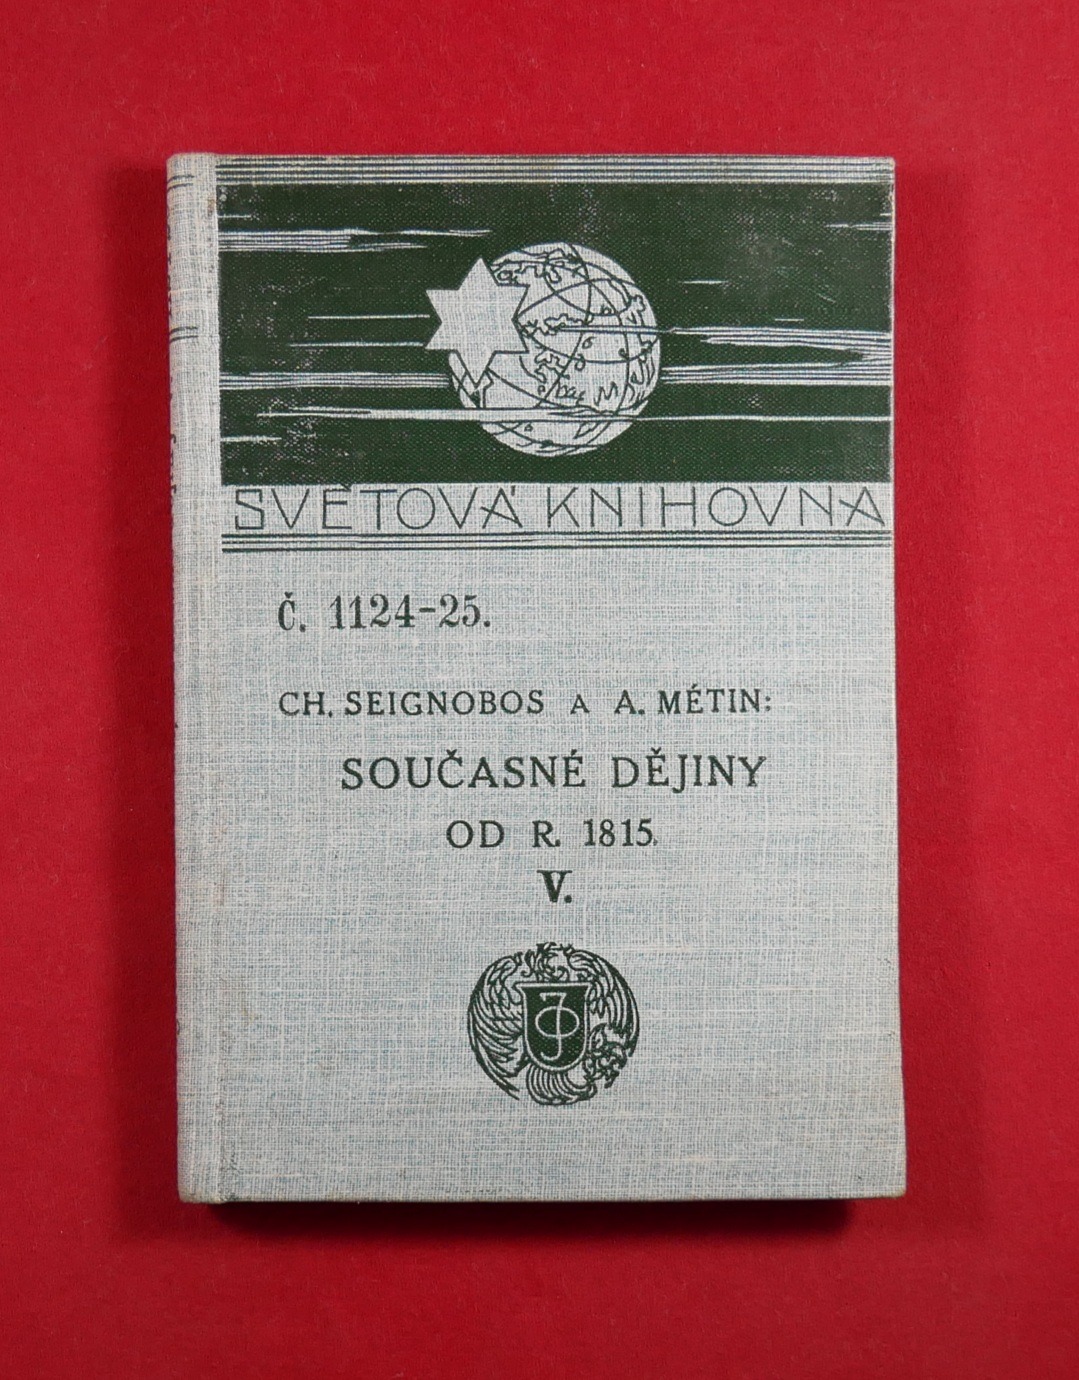 SVĚTOVÁ KNIHOVNA
Č. 1124-25.
CH. SEIGNOBOS A A. MÉTIN:
SOUČASNÉ DĚJINY
OD R. 1815.
V.